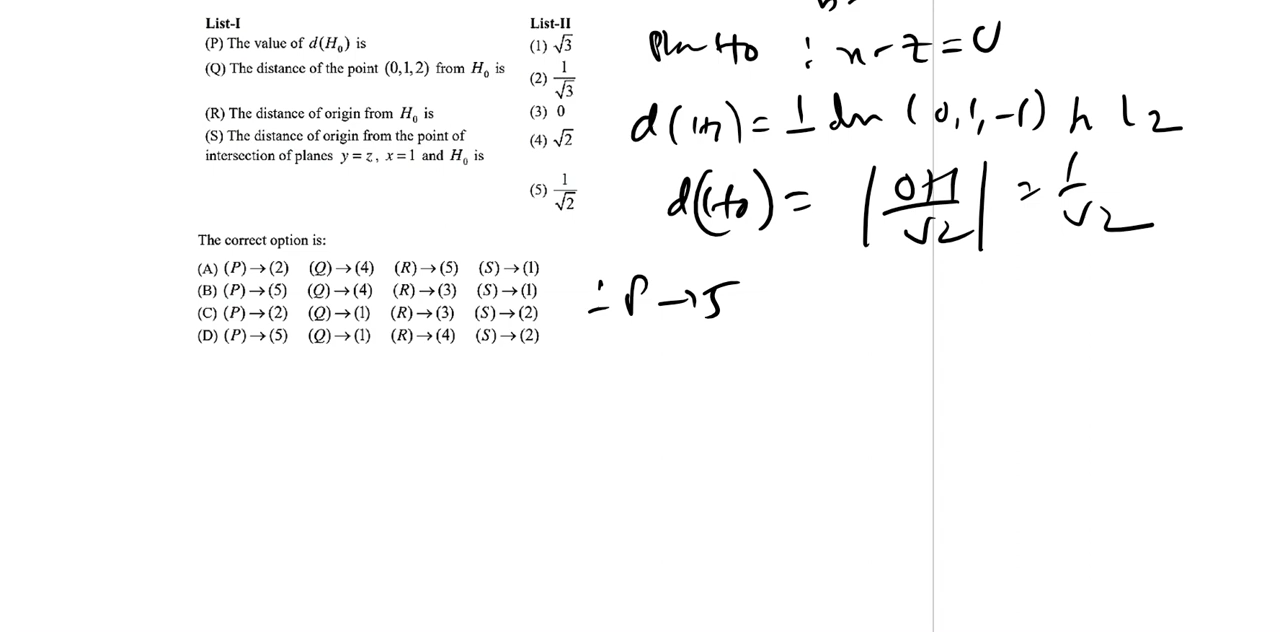 List-I List-II
(P) The value of d(H₀) is (1) √3
(Q) The distance of the point (0,1,2) from H₀ is (2) 1/√3
(R) The distance of origin from H₀ is (3) 0
(S) The distance of origin from the point of intersection of planes y = z, x = 1 and H₀ is (4) √2
(5) 1/√2
The correct option is:
(A) (P)→(2) (Q)→(4) (R)→(5) (S)→(1)
(B) (P)→(5) (Q)→(4) (R)→(3) (S)→(1)
(C) (P)→(2) (Q)→(1) (R)→(3) (S)→(2)
(D) (P)→(5) (Q)→(1) (R)→(4) (S)→(2)
Pln H₀ : x - z = 0
d(H₀) = ⊥ dn (0, 1, -1) h l2
d(H₀) = |0+1/√2| = 1/√2
∴ P → 5